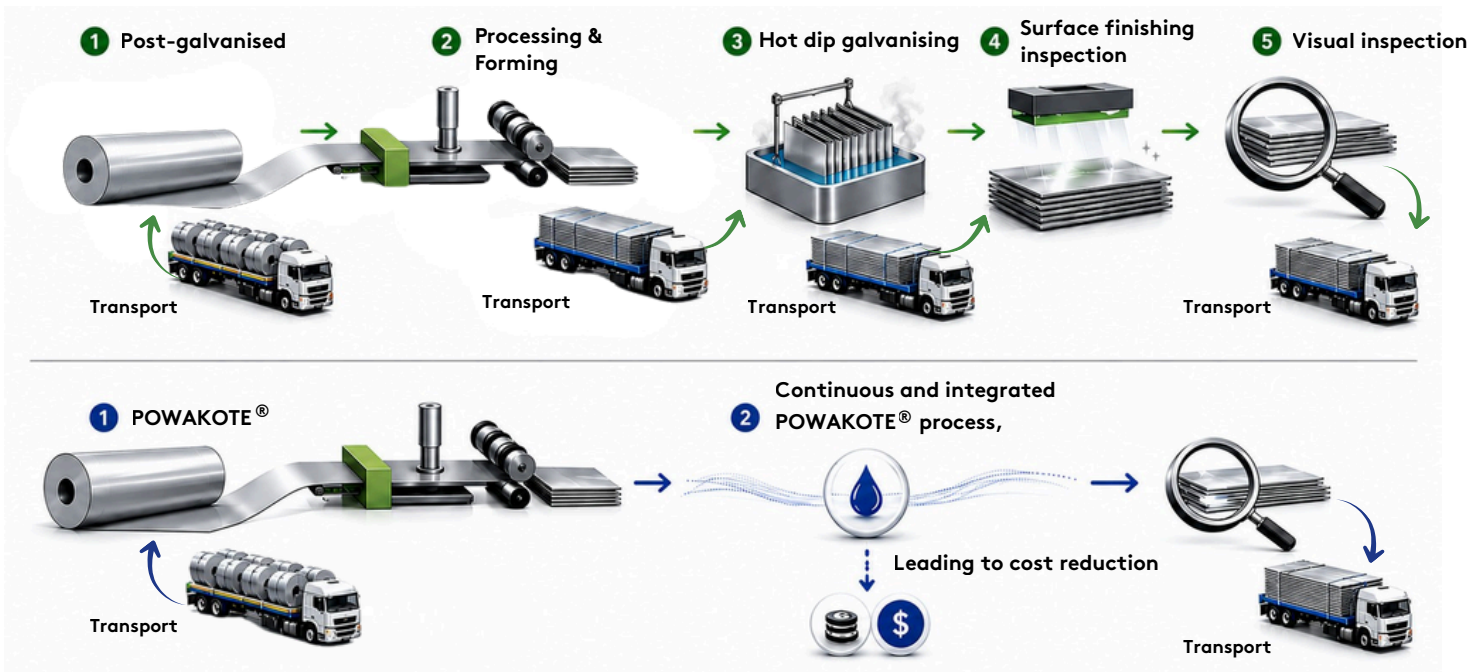 1 Post-galvanised
2 Processing &
Forming
3 Hot dip galvanising
4 Surface finishing
inspection
5 Visual inspection
Transport
Transport
Transport
Transport
1 POWAKOTE®
2 Continuous and integrated
POWAKOTE® process,
Leading to cost reduction
$
Transport
Transport